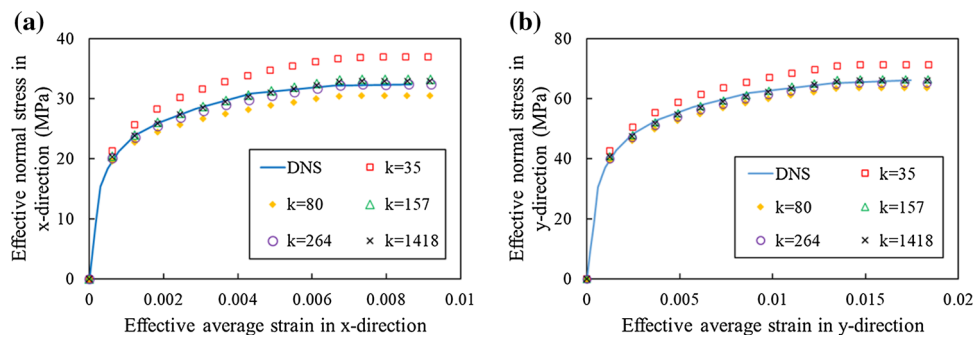 (a)
Effective normal stress in
x-direction (MPa)
40
30
20
10
0
0 0.002 0.004 0.006 0.008 0.01
Effective average strain in x-direction
DNS k=35
k=80 k=157
k=264 k=1418
(b)
Effective normal stress in
y-direction (MPa)
80
60
40
20
0
0 0.005 0.01 0.015 0.02
Effective average strain in y-direction
DNS k=35
k=80 k=157
k=264 k=1418